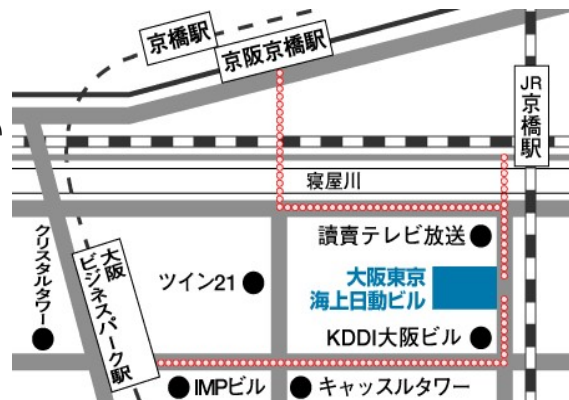 京橋駅
京阪京橋駅
JR京橋駅
寝屋川
讀賣テレビ放送
クリスタルタワー
大阪
ビジネスパーク駅
ツイン21
大阪東京
海上日動ビル
KDDI大阪ビル
IMPビル
キャッスルタワー